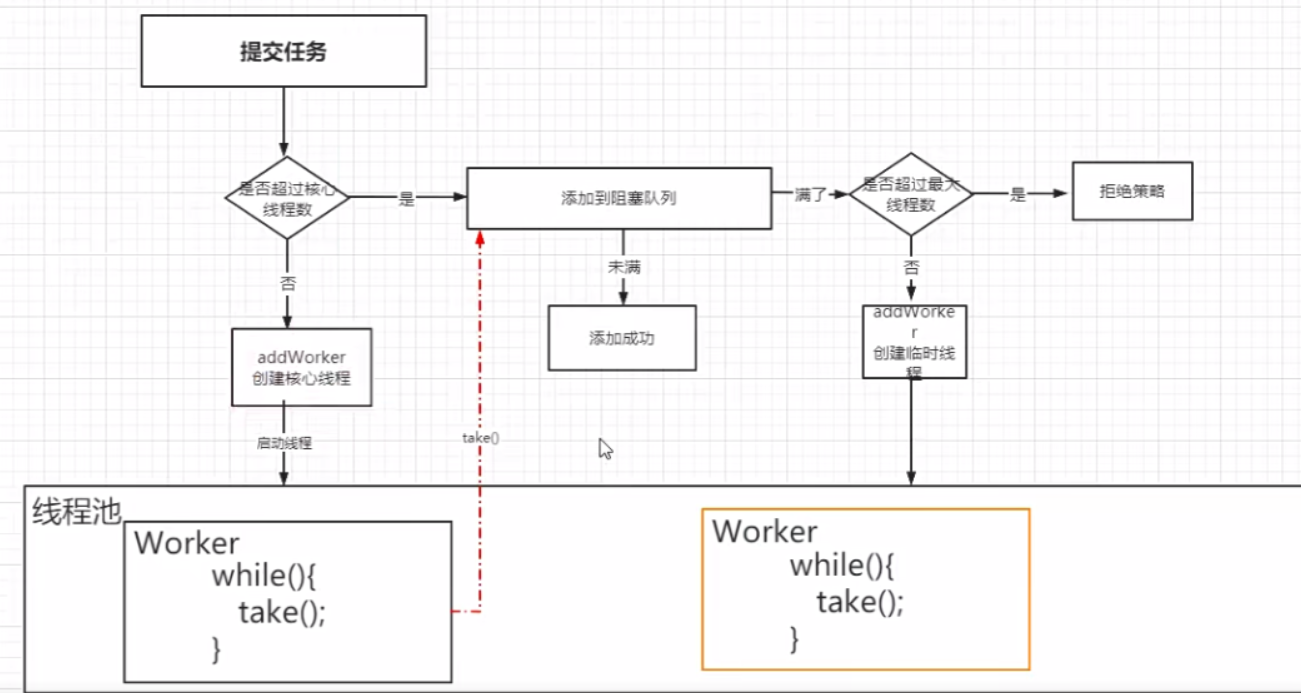 提交任务
是否超过核心
线程数
是
添加到阻塞队列
满了
是否超过最大
线程数
是
拒绝策略
否
未满
否
addWorker
创建核心线程
添加成功
addWorke
r
创建临时线
程
启动线程
take()
线程池
Worker
while(){
take();
}
Worker
while(){
take();
}